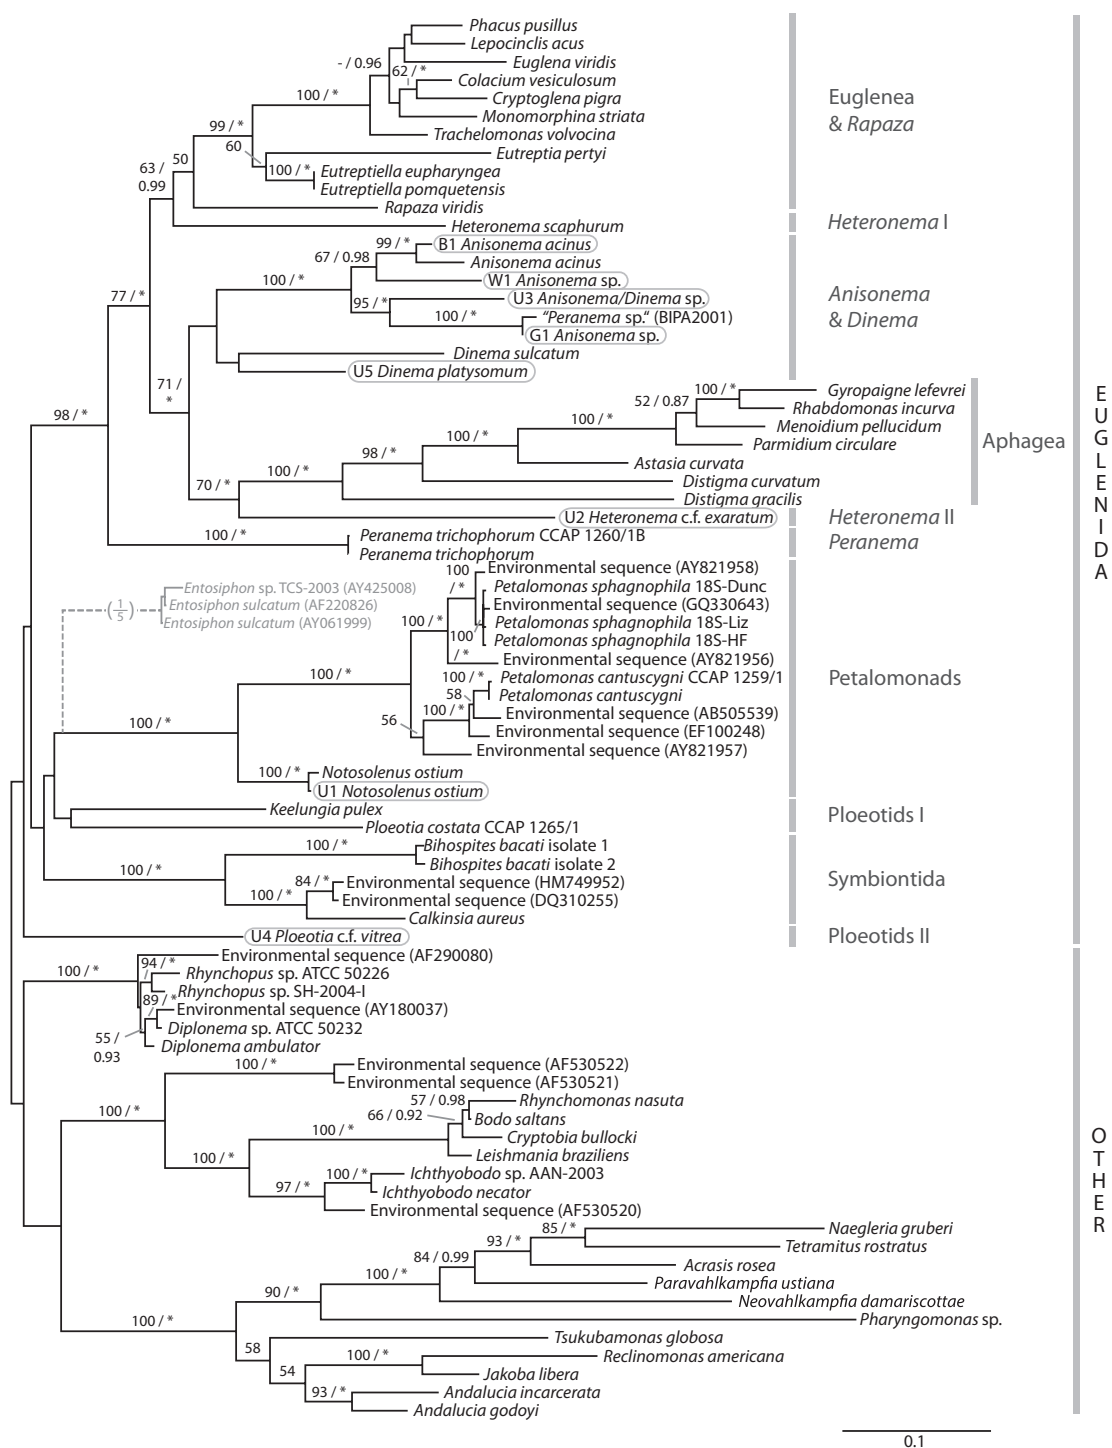 Phacus pusillus
Lepocinclis acus
Euglena viridis
- / 0.96
62 / *
Colacium vesiculosum
100 / *
Cryptoglena pigra
Monomorphina striata
99 / *
Trachelomonas volvocina
60
Eutreptia pertyi
63 /
0.99
50
100 / *
Eutreptiella eupharyngea
Eutreptiella pomquetensis
Rapaza viridis
Euglenea
& Rapaza
Heteronema scaphurum
Heteronema I
99 / *
B1 Anisonema acinus
67 / 0.98
Anisonema acinus
100 / *
W1 Anisonema sp.
77 / *
95 / *
U3 Anisonema/Dinema sp.
100 / *
"Peranema sp." (BIPA2001)
G1 Anisonema sp.
Dinema sulcatum
U5 Dinema platysomum
Anisonema
& Dinema
71 /
*
98 / *
100 / *
Gyropaigne lefevrei
52 / 0.87
Rhabdomonas incurva
100 / *
Menoidium pellucidum
100 / *
Parmidium circulare
98 / *
Astasia curvata
100 / *
Distigma curvatum
70 / *
Distigma gracilis
Aphagea
U2 Heteronema c.f. exaratum
Heteronema II
100 / *
Peranema trichophorum CCAP 1260/1B
Peranema trichophorum
Peranema
EUGLENIDA
100
/ *
Environmental sequence (AY821958)
Entosiphon sp. TCS-2003 (AY425008)
Petalomonas sphagnophila 18S-Dunc
(1/5)
Entosiphon sulcatum (AF220826)
Environmental sequence (GQ330643)
Entosiphon sulcatum (AY061999)
100 / *
Petalomonas sphagnophila 18S-Liz
100
/ *
Petalomonas sphagnophila 18S-HF
Environmental sequence (AY821956)
100 / *
100 / *
Petalomonas cantuscygni CCAP 1259/1
58
Petalomonas cantuscygni
100 / *
Environmental sequence (AB505539)
56
Environmental sequence (EF100248)
100 / *
Environmental sequence (AY821957)
100 / *
Notosolenus ostium
U1 Notosolenus ostium
Petalomonads
Keelungia pulex
Ploeotia costata CCAP 1265/1
Ploeotids I
100 / *
Bihospites bacati isolate 1
Bihospites bacati isolate 2
100 / *
84 / *
Environmental sequence (HM749952)
100 / *
Environmental sequence (DQ310255)
Calkinsia aureus
Symbiontida
U4 Ploeotia c.f. vitrea
Ploeotids II
Environmental sequence (AF290080)
94 / *
100 / *
Rhynchopus sp. ATCC 50226
Rhynchopus sp. SH-2004-I
89 / *
Environmental sequence (AY180037)
Diplonema sp. ATCC 50232
55 /
0.93
Diplonema ambulator
100 / *
Environmental sequence (AF530522)
Environmental sequence (AF530521)
57 / 0.98
Rhynchomonas nasuta
100 / *
66 / 0.92
Bodo saltans
100 / *
Cryptobia bullocki
Leishmania braziliens
100 / *
100 / *
Ichthyobodo sp. AAN-2003
97 / *
Ichthyobodo necator
Environmental sequence (AF530520)
OTHER
85 / *
Naegleria gruberi
93 / *
Tetramitus rostratus
84 / 0.99
Acrasis rosea
100 / *
Paravahlkampfia ustiana
90 / *
Neovahlkampfia damariscottae
100 / *
Pharyngomonas sp.
58
Tsukubamonas globosa
100 / *
Reclinomonas americana
54
Jakoba libera
93 / *
Andalucia incarcerata
Andalucia godoyi
0.1